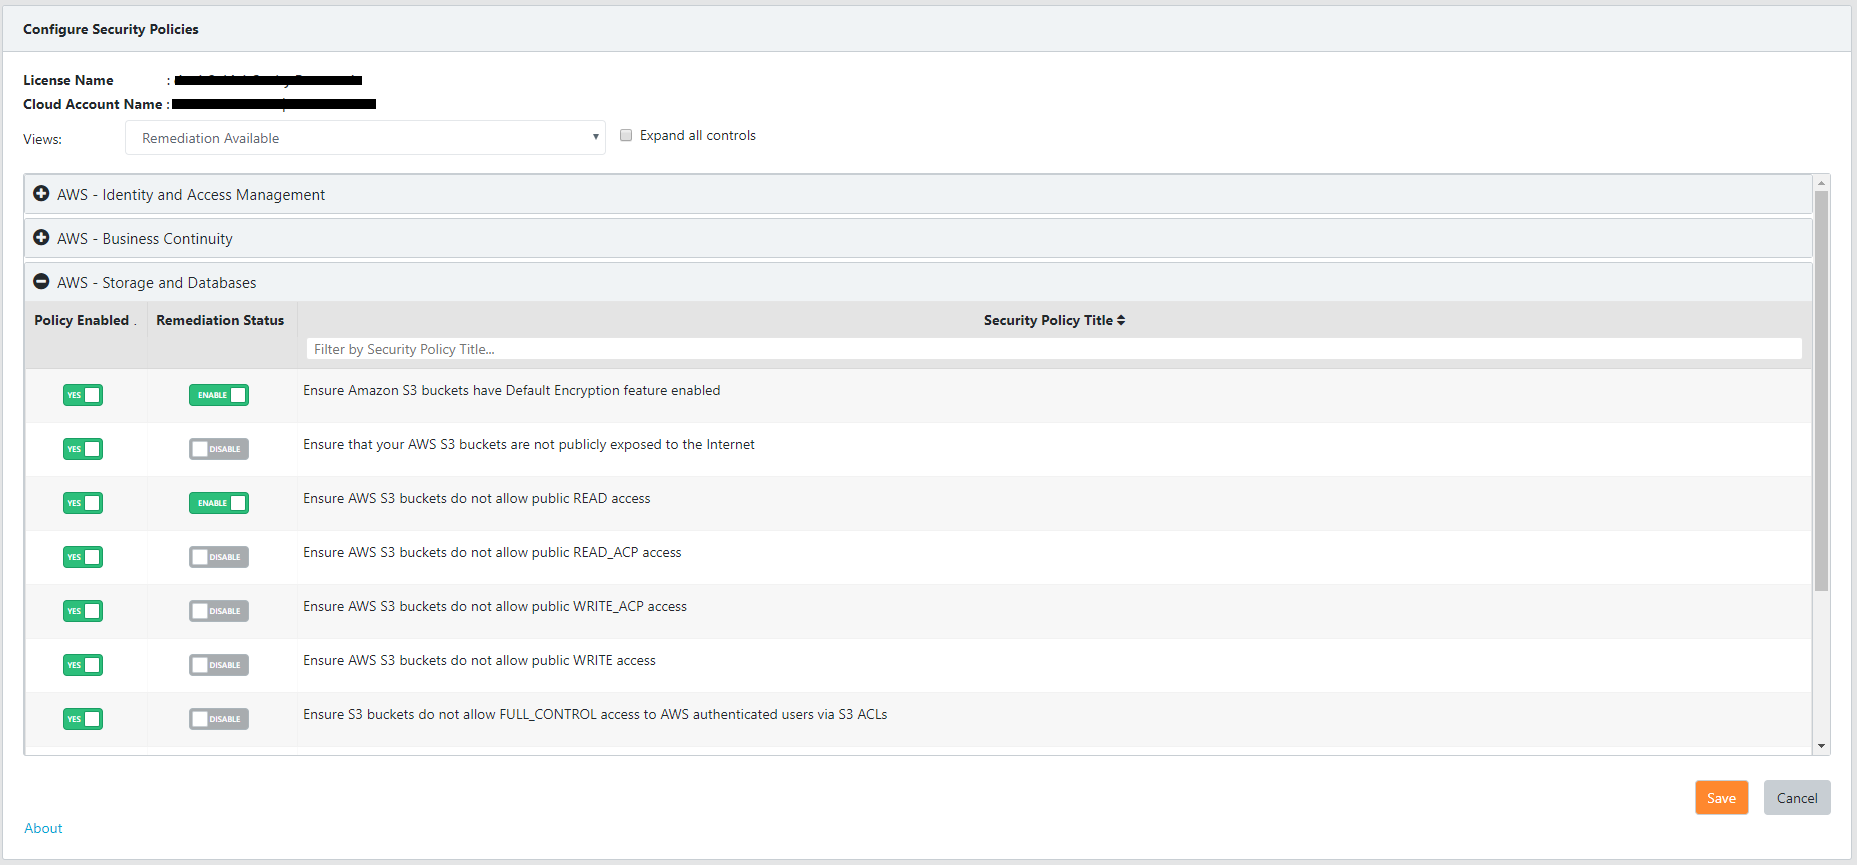 Configure Security Policies
License Name :
Cloud Account Name :
Views: Remediation Available Expand all controls
AWS - Identity and Access Management
AWS - Business Continuity
AWS - Storage and Databases
Policy Enabled . Remediation Status Security Policy Title
Filter by Security Policy Title...
YES ENABLE Ensure Amazon S3 buckets have Default Encryption feature enabled
YES DISABLE Ensure that your AWS S3 buckets are not publicly exposed to the Internet
YES ENABLE Ensure AWS S3 buckets do not allow public READ access
YES DISABLE Ensure AWS S3 buckets do not allow public READ_ACP access
YES DISABLE Ensure AWS S3 buckets do not allow public WRITE_ACP access
YES DISABLE Ensure AWS S3 buckets do not allow public WRITE access
YES DISABLE Ensure S3 buckets do not allow FULL_CONTROL access to AWS authenticated users via S3 ACLs
Save Cancel
About